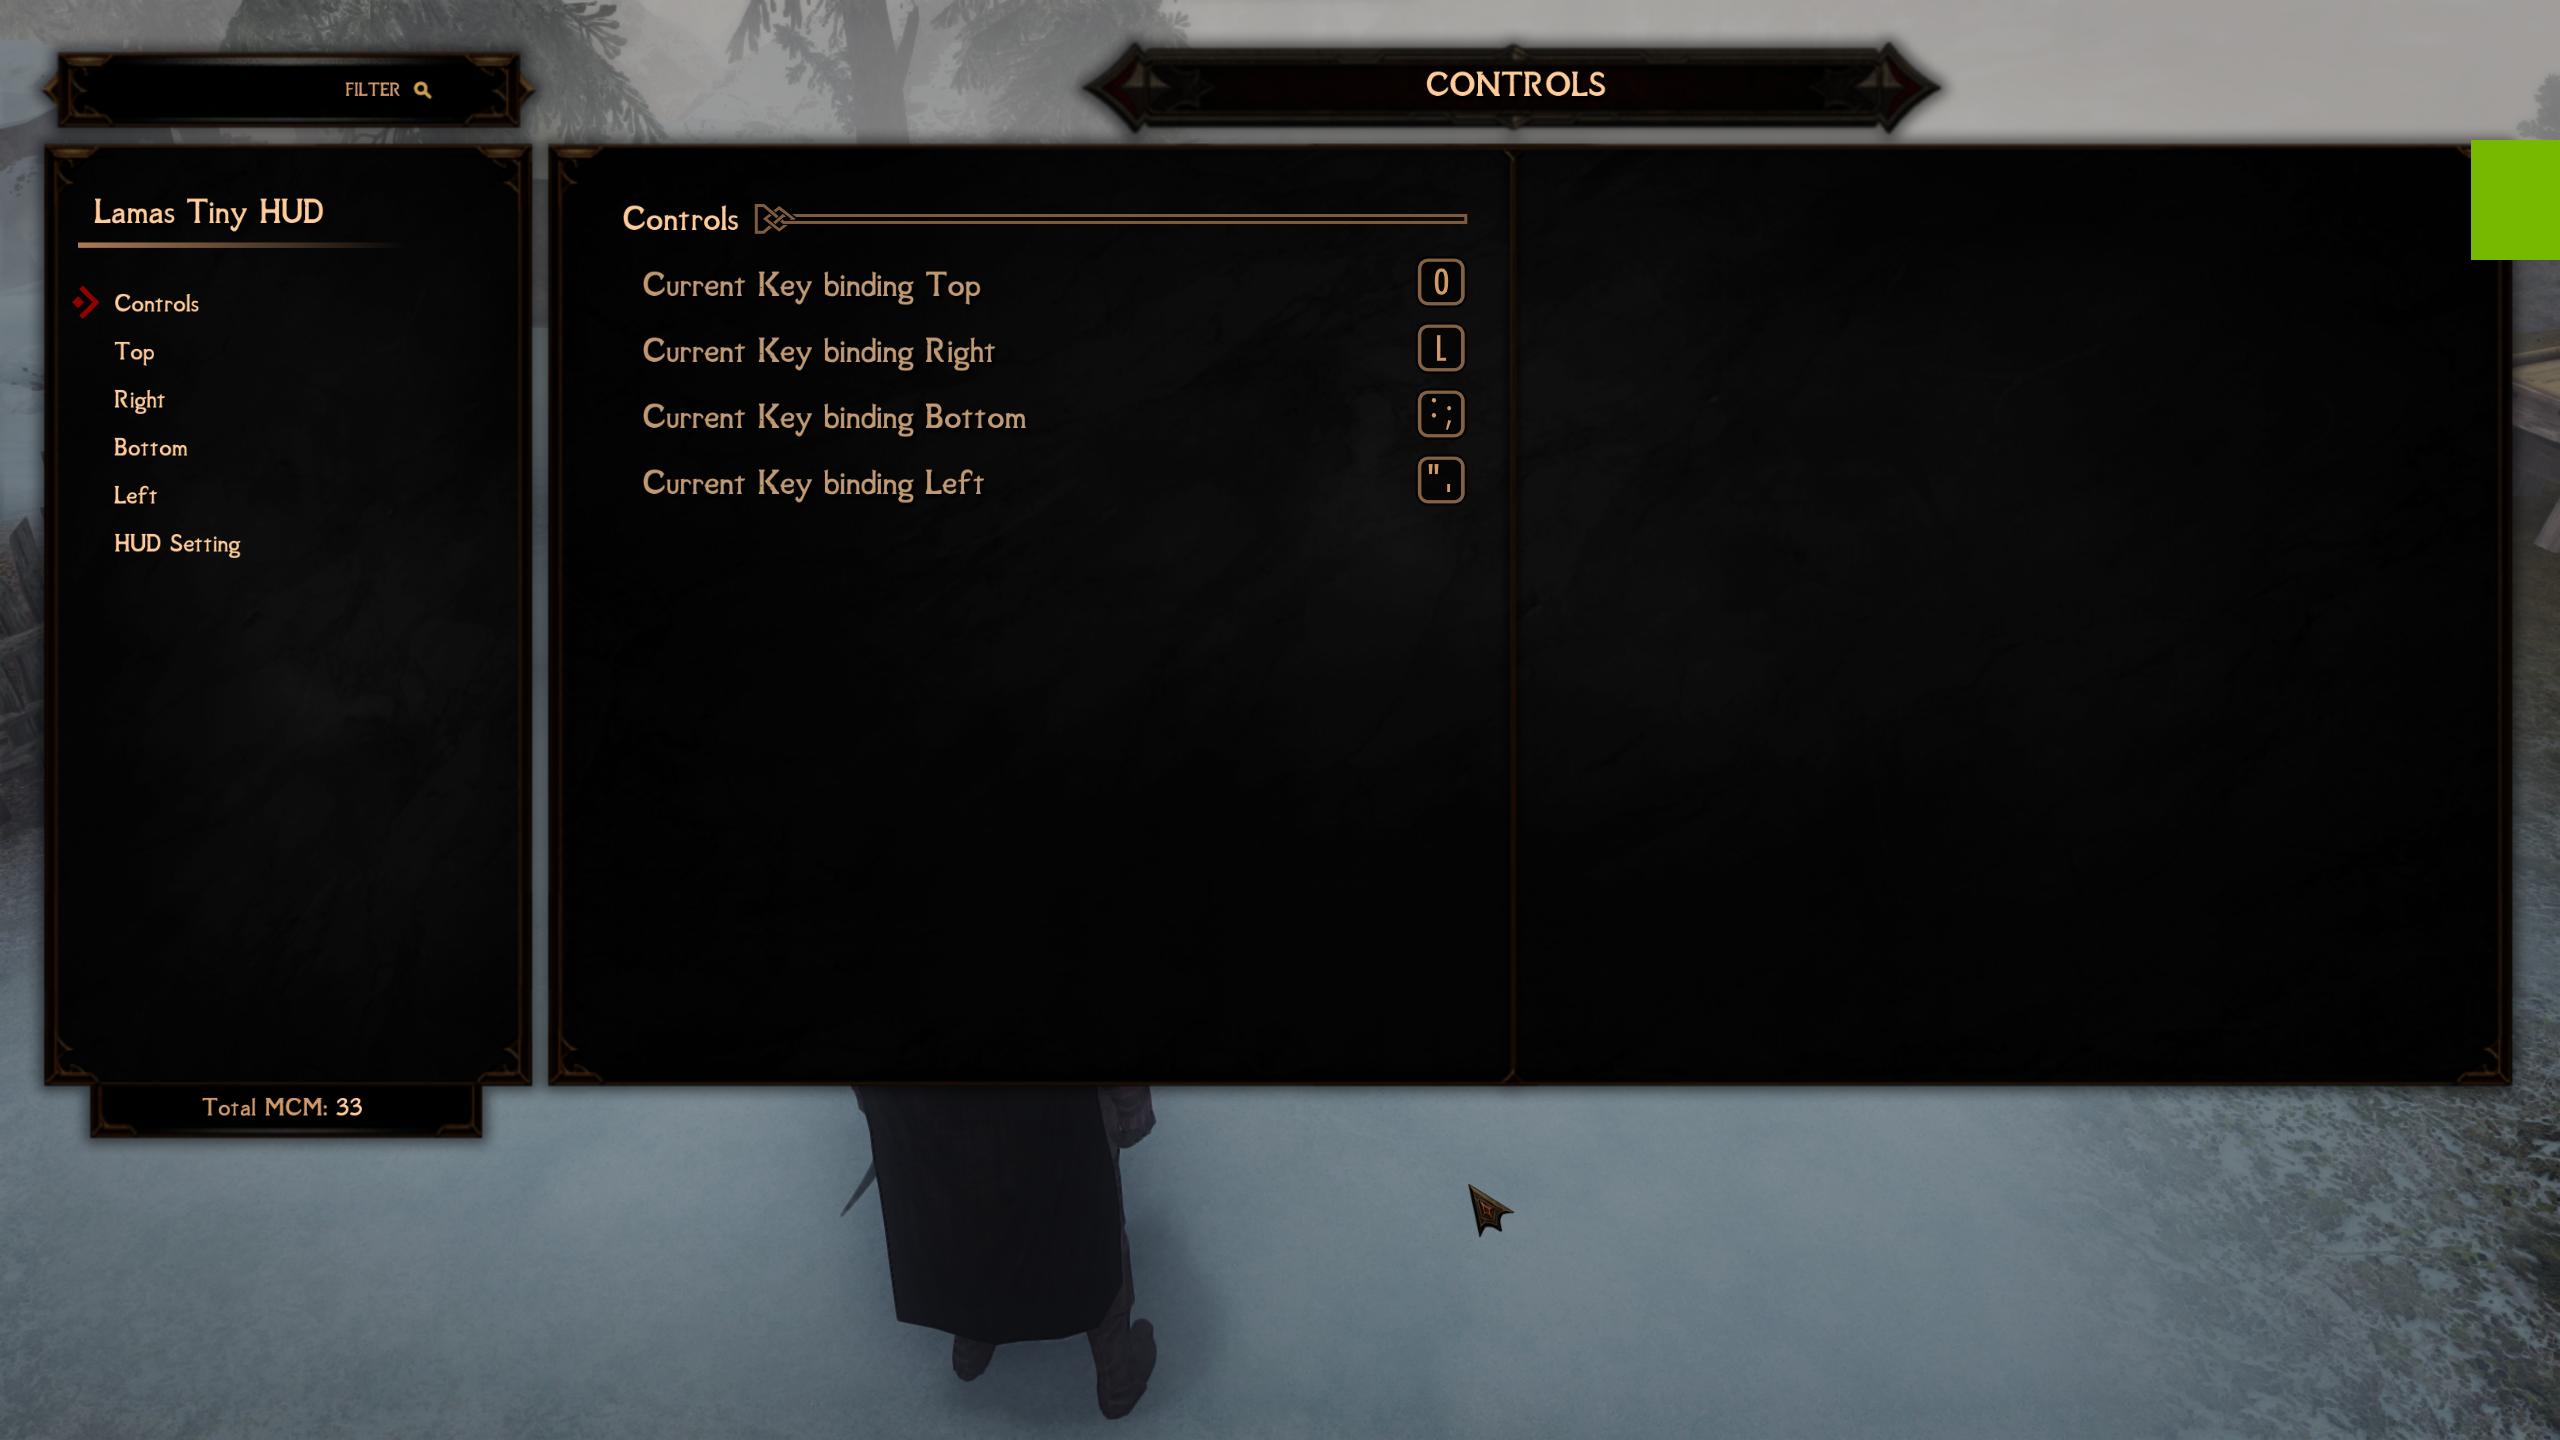 FILTER
CONTROLS
Lamas Tiny HUD
Controls
Top
Right
Bottom
Left
HUD Setting
Total MCM: 33
Controls
Current Key binding Top O
Current Key binding Right L
Current Key binding Bottom :;
Current Key binding Left "'